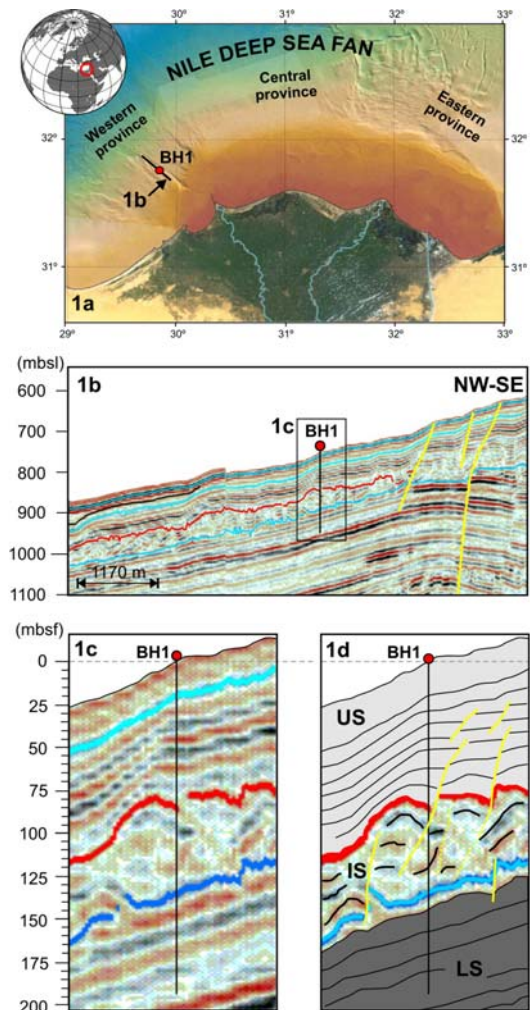 30°
31°
32°
33°
NILE DEEP SEA FAN
Central
province
Western
province
Eastern
province
32°
32°
BH1
1b
31°
31°
1a
29°
30°
31°
32°
33°
(mbsl)
1b
NW-SE
600
700
800
900
1000
1100
1c
BH1
1170 m
(mbsf)
1c
BH1
0
25
50
75
100
125
150
175
200
1d
BH1
US
IS
LS